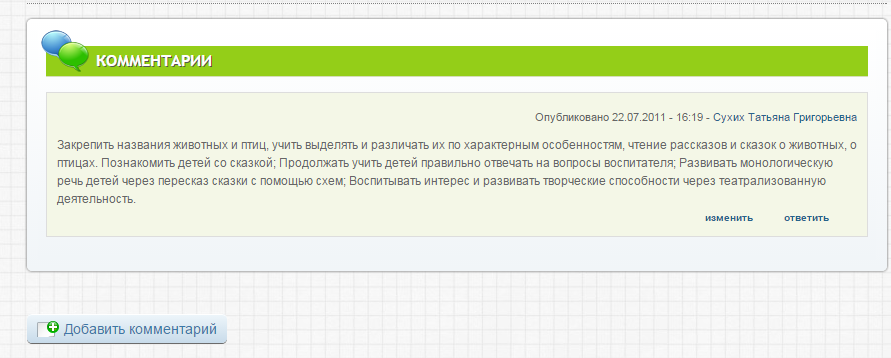 КОММЕНТАРИИ
Опубликовано 22.07.2011 - 16:19 - Сухих Татьяна Григорьевна
Закрепить названия животных и птиц, учить выделять и различать их по характерным особенностям, чтение рассказов и сказок о животных, о
птицах. Познакомить детей со сказкой; Продолжать учить детей правильно отвечать на вопросы воспитателя; Развивать монологическую
речь детей через пересказ сказки с помощью схем; Воспитывать интерес и развивать творческие способности через театрализованную
деятельность.
изменить ответить
Добавить комментарий